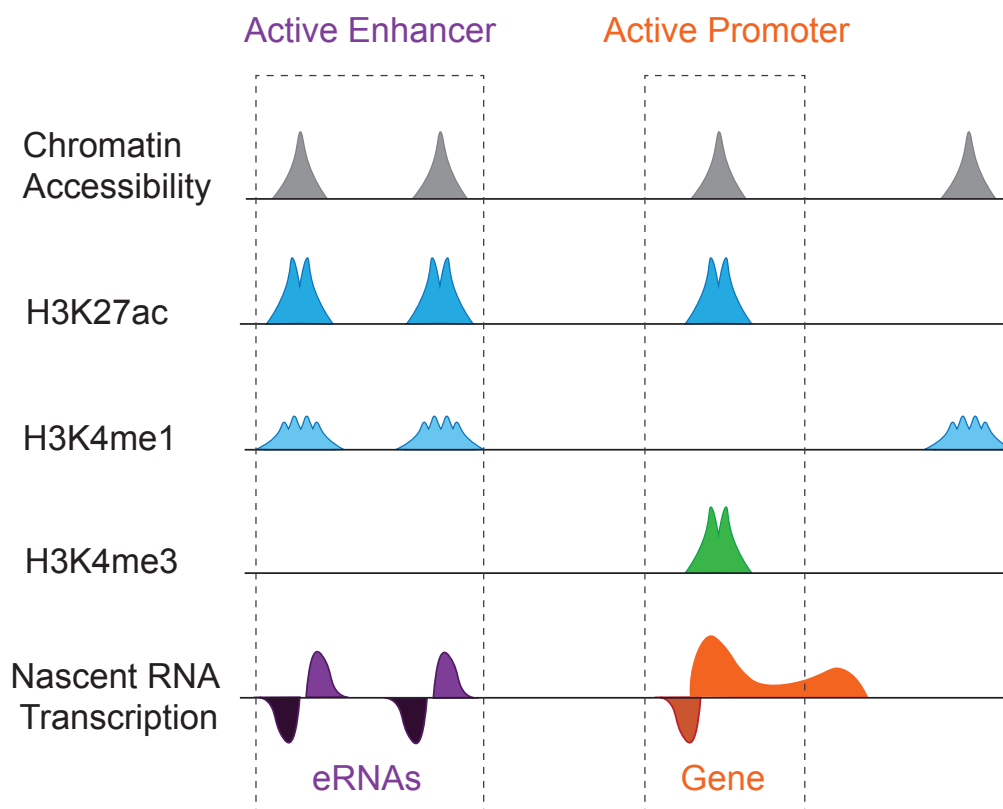 Active Enhancer
Active Promoter
Chromatin
Accessibility
H3K27ac
H3K4me1
H3K4me3
Nascent RNA
Transcription
eRNAs
Gene